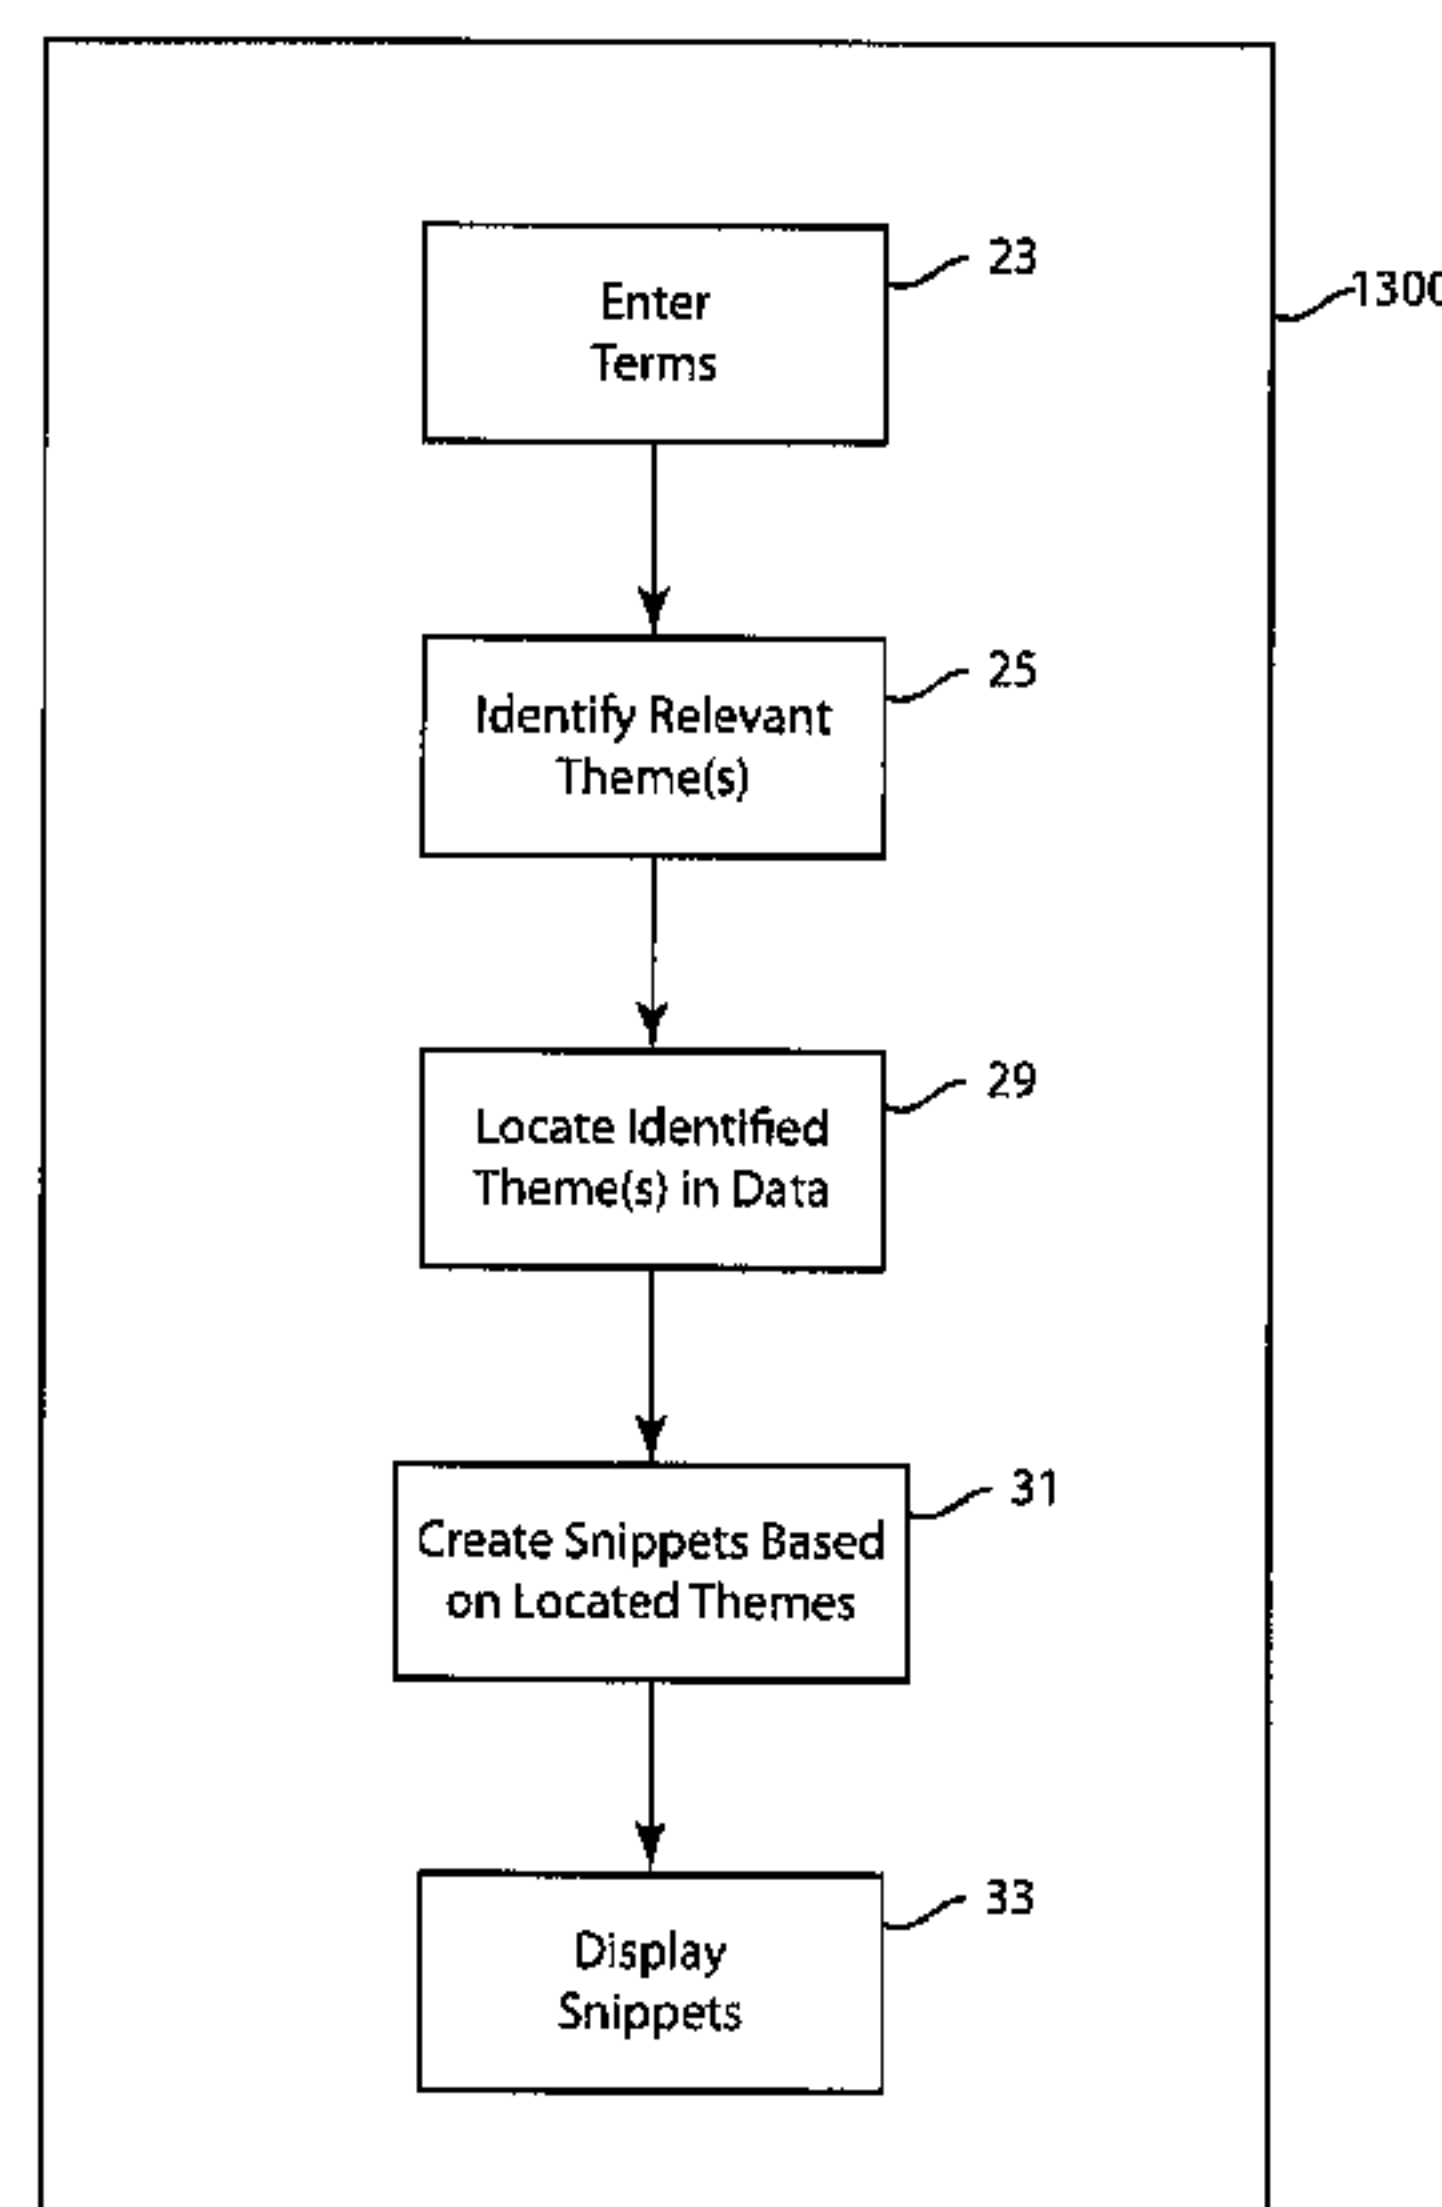 23
Enter
Terms
1300
25
Identify Relevant
Theme(s)
29
Locate Identified
Theme(s) in Data
31
Create Snippets Based
on Located Themes
33
Display
Snippets